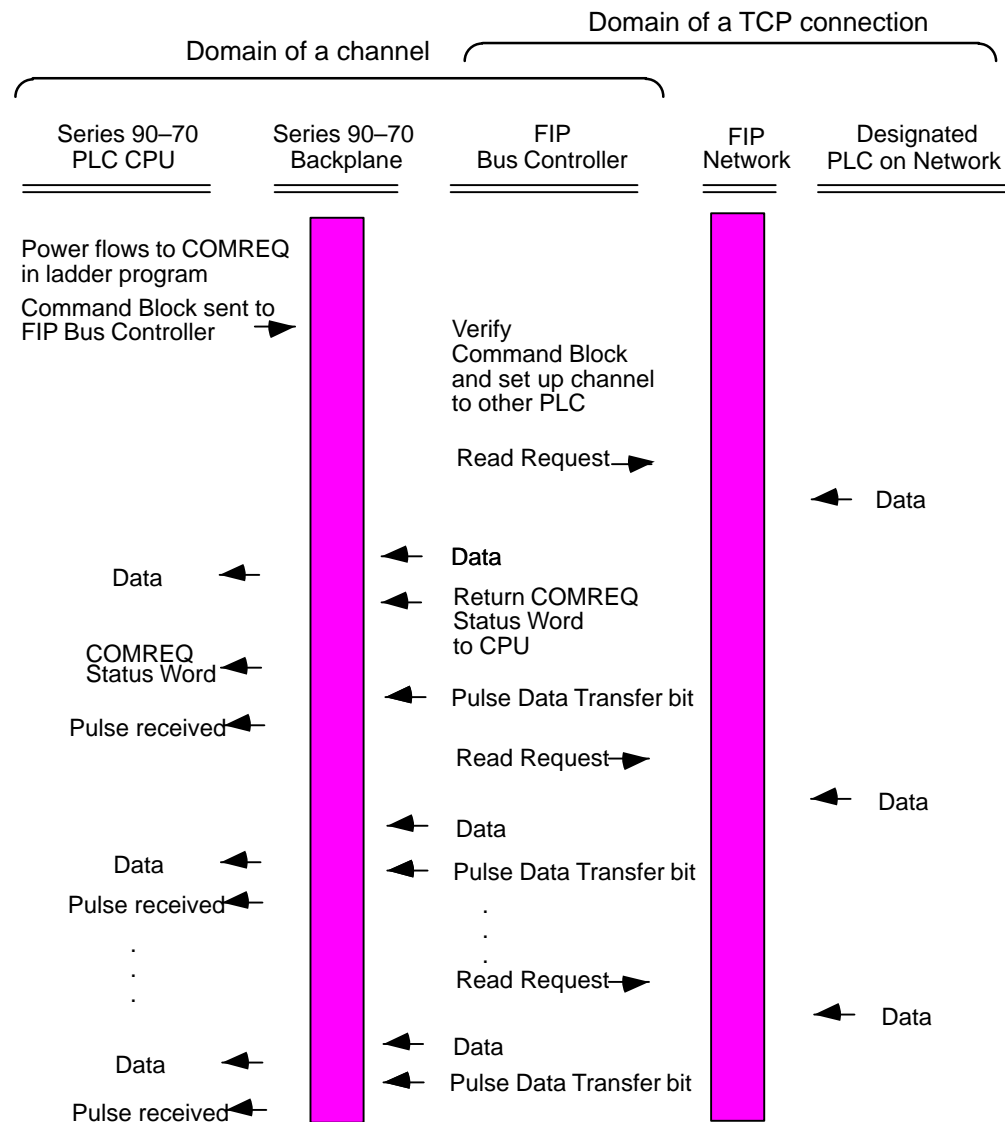 Domain of a TCP connection
Domain of a channel
Series 90–70
PLC CPU
Series 90–70
Backplane
FIP
Bus Controller
FIP
Network
Designated
PLC on Network
Power flows to COMREQ
in ladder program
Command Block sent to
FIP Bus Controller
Verify
Command Block
and set up channel
to other PLC
Read Request
Data
Data
Data
Return COMREQ
Status Word
to CPU
COMREQ
Status Word
Pulse Data Transfer bit
Pulse received
Read Request
Data
Data
Data
Pulse Data Transfer bit
Pulse received
.
.
.
.
.
.
Read Request
Data
Data
Data
Pulse Data Transfer bit
Pulse received